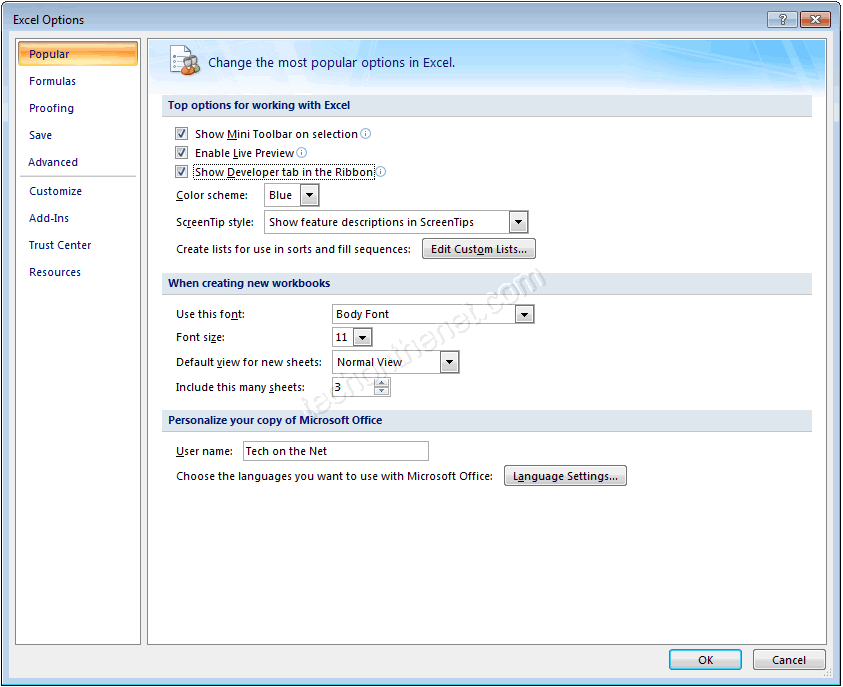 Excel Options
Popular
Formulas
Proofing
Save
Advanced
Customize
Add-Ins
Trust Center
Resources
Change the most popular options in Excel.
Top options for working with Excel
Show Mini Toolbar on selection
Enable Live Preview
Show Developer tab in the Ribbon
Color scheme: Blue
ScreenTip style: Show feature descriptions in ScreenTips
Create lists for use in sorts and fill sequences: Edit Custom Lists...
When creating new workbooks
Use this font: Body Font
Font size: 11
Default view for new sheets: Normal View
Include this many sheets: 3
techonthenet.com
Personalize your copy of Microsoft Office
User name: Tech on the Net
Choose the languages you want to use with Microsoft Office: Language Settings...
OK Cancel